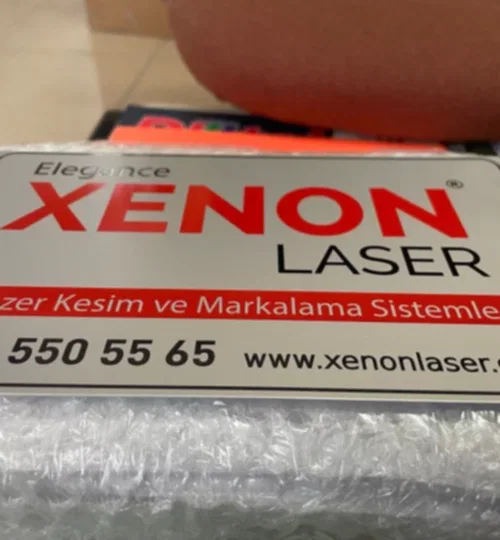 Elegance
XENON®
LASER
zer Kesim ve Markalama Sistemle
550 55 65 www.xenonlaser.